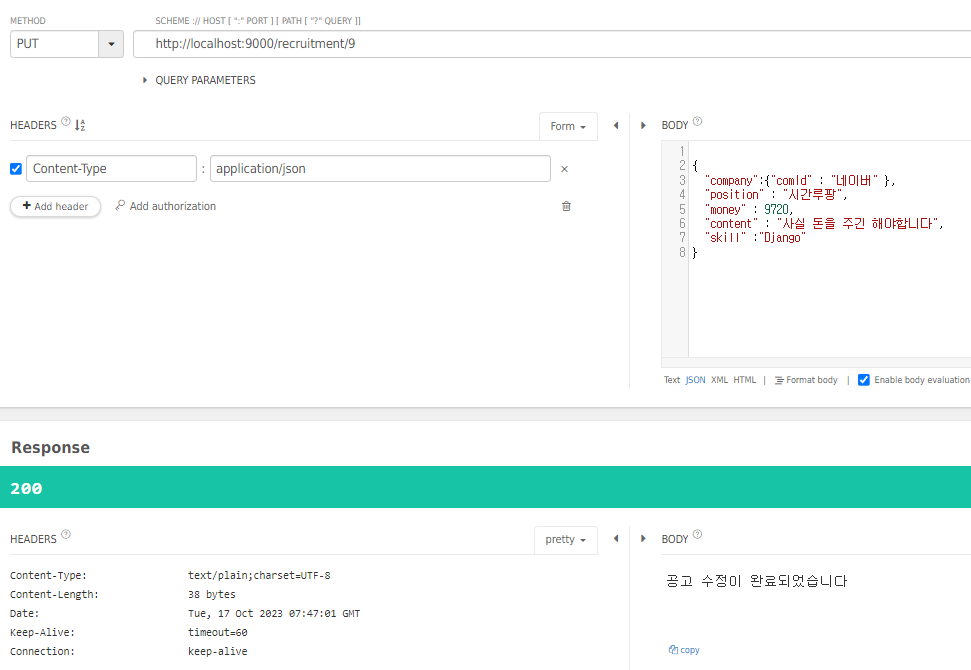 METHOD
SCHEME :// HOST [ ":" PORT ] [ PATH [ "?" QUERY ]]
PUT
http://localhost:9000/recruitment/9
QUERY PARAMETERS
HEADERS ? Form
Content-Type : application/json ×
+ Add header Add authorization
BODY ?
1
2 {
3 "company":{"comId" : "네이버" },
4 "position" : "시간루팡",
5 "money" : 9720,
6 "content" : "사실 돈을 주긴 해야합니다",
7 "skill" :"Django"
8 }
Text JSON XML HTML | Format body | Enable body evaluation
Response
200
HEADERS ? pretty
Content-Type: text/plain;charset=UTF-8
Content-Length: 38 bytes
Date: Tue, 17 Oct 2023 07:47:01 GMT
Keep-Alive: timeout=60
Connection: keep-alive
BODY ?
공고 수정이 완료되었습니다
copy